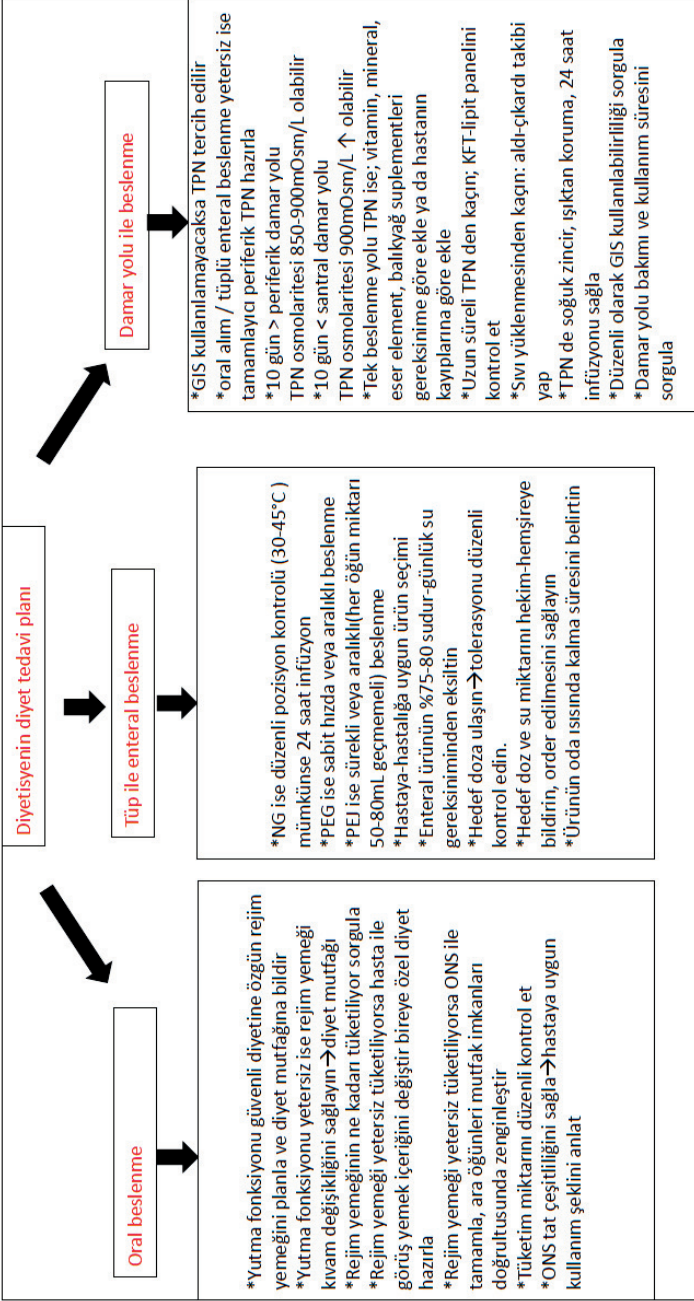 Diyetisyenin diyet tedavi planı
Oral beslenme
*Yutma fonksiyonu güvenli diyetine özgün rejim
yemeğini planla ve diyet mutfağına bildir
*Yutma fonksiyonu yetersiz ise rejim yemeği
kıvam değişikliğini sağlayın→diyet mutfağı
*Rejim yemeğinin ne kadarı tüketiliyor sorgula
*Rejim yemeği yetersiz tüketiliyorsa hasta ile
görüş yemek içeriğini değiştir bireye özel diyet
hazırla
*Rejim yemeği yetersiz tüketiliyorsa ONS ile
tamamla, ara öğünleri mutfak imkanları
doğrultusunda zenginleştir
*Tüketim miktarını düzenli kontrol et
*ONS tat çeşitliliğini sağla→hastaya uygun
kullanım şeklini anlat
Tüp ile enteral beslenme
*NG ise düzenli pozisyon kontrolü (30-45°C )
mümkünse 24 saat infüzyon
*PEG ise sabit hızda veya aralıklı beslenme
*PEJ ise sürekli veya aralıklı(her öğün miktarı
50-80mL geçmemeli) beslenme
*Hastaya-hastalığa uygun ürün seçimi
*Enteral ürünün %75-80 sudur-günlük su
gereksiniminden eksiltin
*Hedef doza ulaşın→tolerasyonu düzenli
kontrol edin.
*Hedef doz ve su miktarını hekim-hemşireye
bildirin, order edilmesini sağlayın
*Ürünün oda ısısında kalma süresini belirtin
Damar yolu ile beslenme
*GIS kullanılamayacaksa TPN tercih edilir
*oral alım / tüplü enteral beslenme yetersiz ise
tamamlayıcı periferik TPN hazırla
*10 gün > periferik damar yolu
TPN osmolaritesi 850-900mOsm/L olabilir
*10 gün < santral damar yolu
TPN osmolaritesi 900mOsm/L ↑ olabilir
*Tek beslenme yolu TPN ise; vitamin, mineral,
eser element, balıkyağ suplementleri
gereksinime göre ekle ya da hastanın
kayıplarına göre ekle
*Uzun süreli TPN den kaçın; KFT-lipit panelini
kontrol et
*Sıvı yüklenmesinden kaçın: aldı-çıkardı takibi
yap
*TPN de soğuk zincir, ışıktan koruma, 24 saat
infüzyonu sağla
*Düzenli olarak GIS kullanılabilirliliği sorgula
*Damar yolu bakımı ve kullanım süresini
sorgula